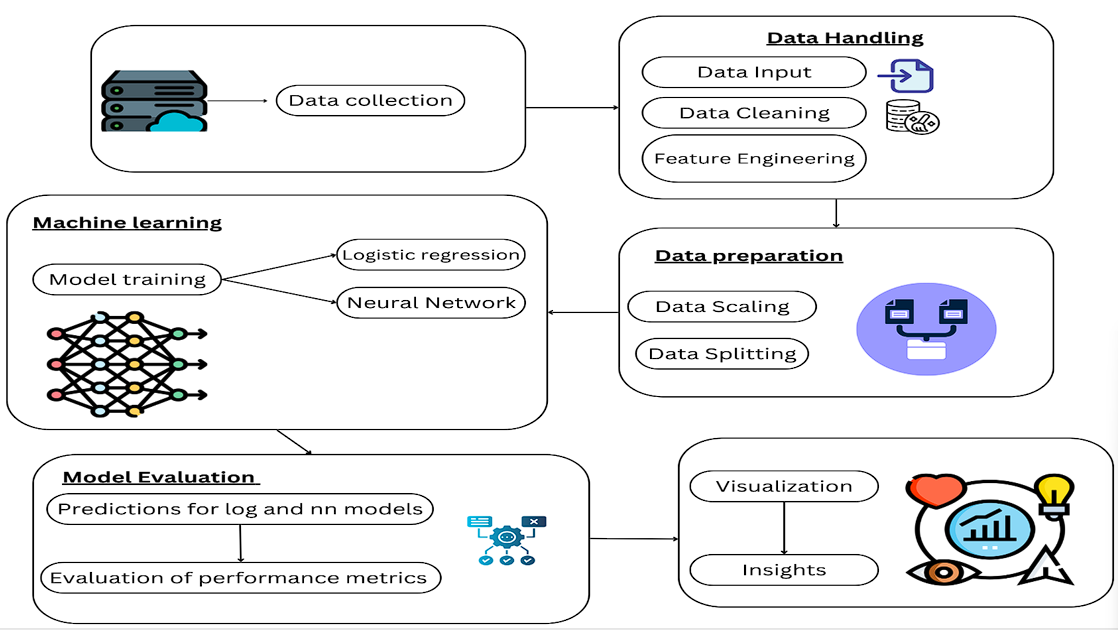 Data collection
Data Handling
Data Input
Data Cleaning
Feature Engineering
Data preparation
Data Scaling
Data Splitting
Machine learning
Model training
Logistic regression
Neural Network
Model Evaluation
Predictions for log and nn models
Evaluation of performance metrics
Visualization
Insights